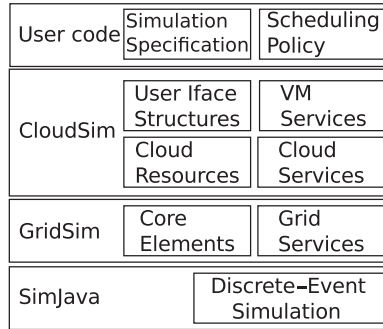 User code
Simulation
Specification
Scheduling
Policy
CloudSim
User Iface
Structures
VM
Services
Cloud
Resources
Cloud
Services
GridSim
Core
Elements
Grid
Services
SimJava
Discrete–Event
Simulation